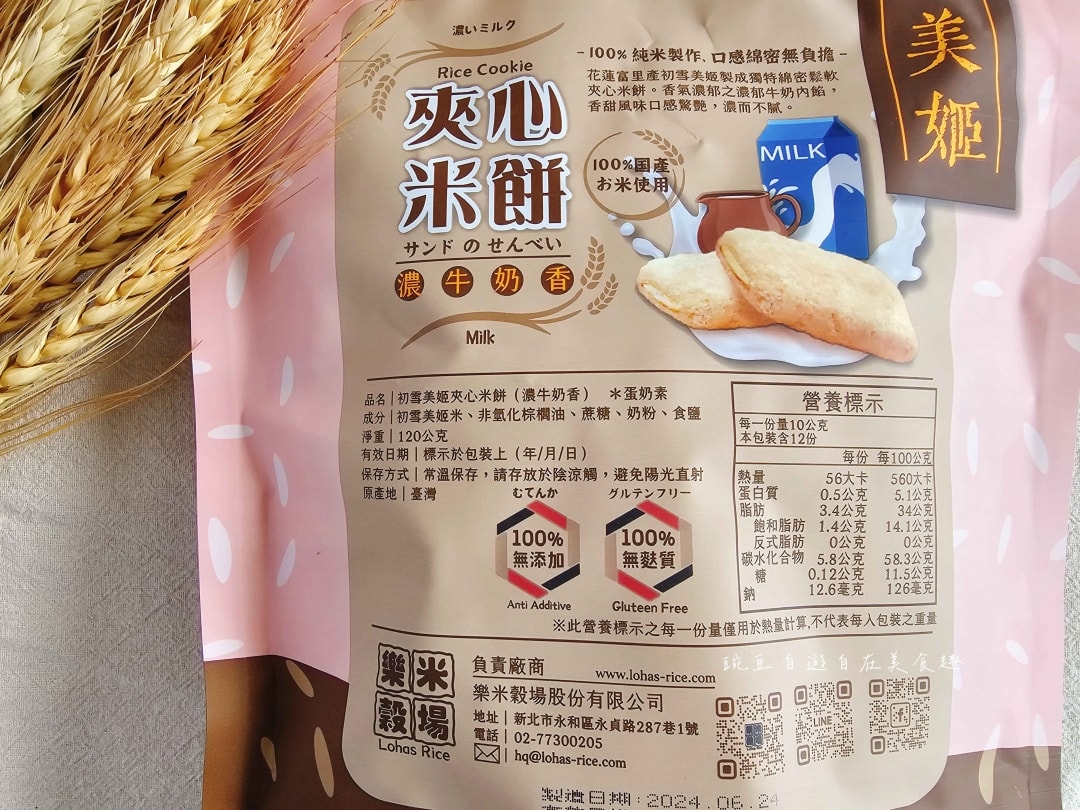 濃いミルク
Rice Cookie
夾心
米餅
サンド の せんべい
濃牛奶香
Milk
美姬
-100% 純米製作、口感綿密無負擔-
花蓮富里產初雪美姬製成獨特綿密鬆軟
夾心米餅。香氣濃郁之濃郁牛奶內餡，
香甜風味口感驚艷，濃而不膩。
100%国産
お米使用
MILK
品名｜初雪美姬夾心米餅（濃牛奶香） ＊蛋奶素
成分｜初雪美姬米、非氫化棕櫚油、蔗糖、奶粉、食鹽
淨重｜120公克
有效日期｜標示於包裝上（年/月/日）
保存方式｜常溫保存，請存放於陰涼觸，避免陽光直射
原產地｜臺灣
むてんか
100%
無添加
Anti Additive
グルテンフリー
100%
無麩質
Gluteen Free
營養標示
每一份量10公克
本包裝含12份
每份 每100公克
熱量 56大卡 560大卡
蛋白質 0.5公克 5.1公克
脂肪 3.4公克 34公克
飽和脂肪 1.4公克 14.1公克
反式脂肪 0公克 0公克
碳水化合物 5.8公克 58.3公克
糖 0.12公克 11.5公克
鈉 12.6毫克 126毫克
※此營養標示之每一份量僅用於熱量計算,不代表每入包裝之重量
豌豆自遊自在美食趣
樂米
穀場
Lohas Rice
負責廠商 www.lohas-rice.com
樂米穀場股份有限公司
地址｜新北市永和區永貞路287巷1號
電話｜02-77300205
hq@lohas-rice.com
LINE
製造日期:2024.06.24